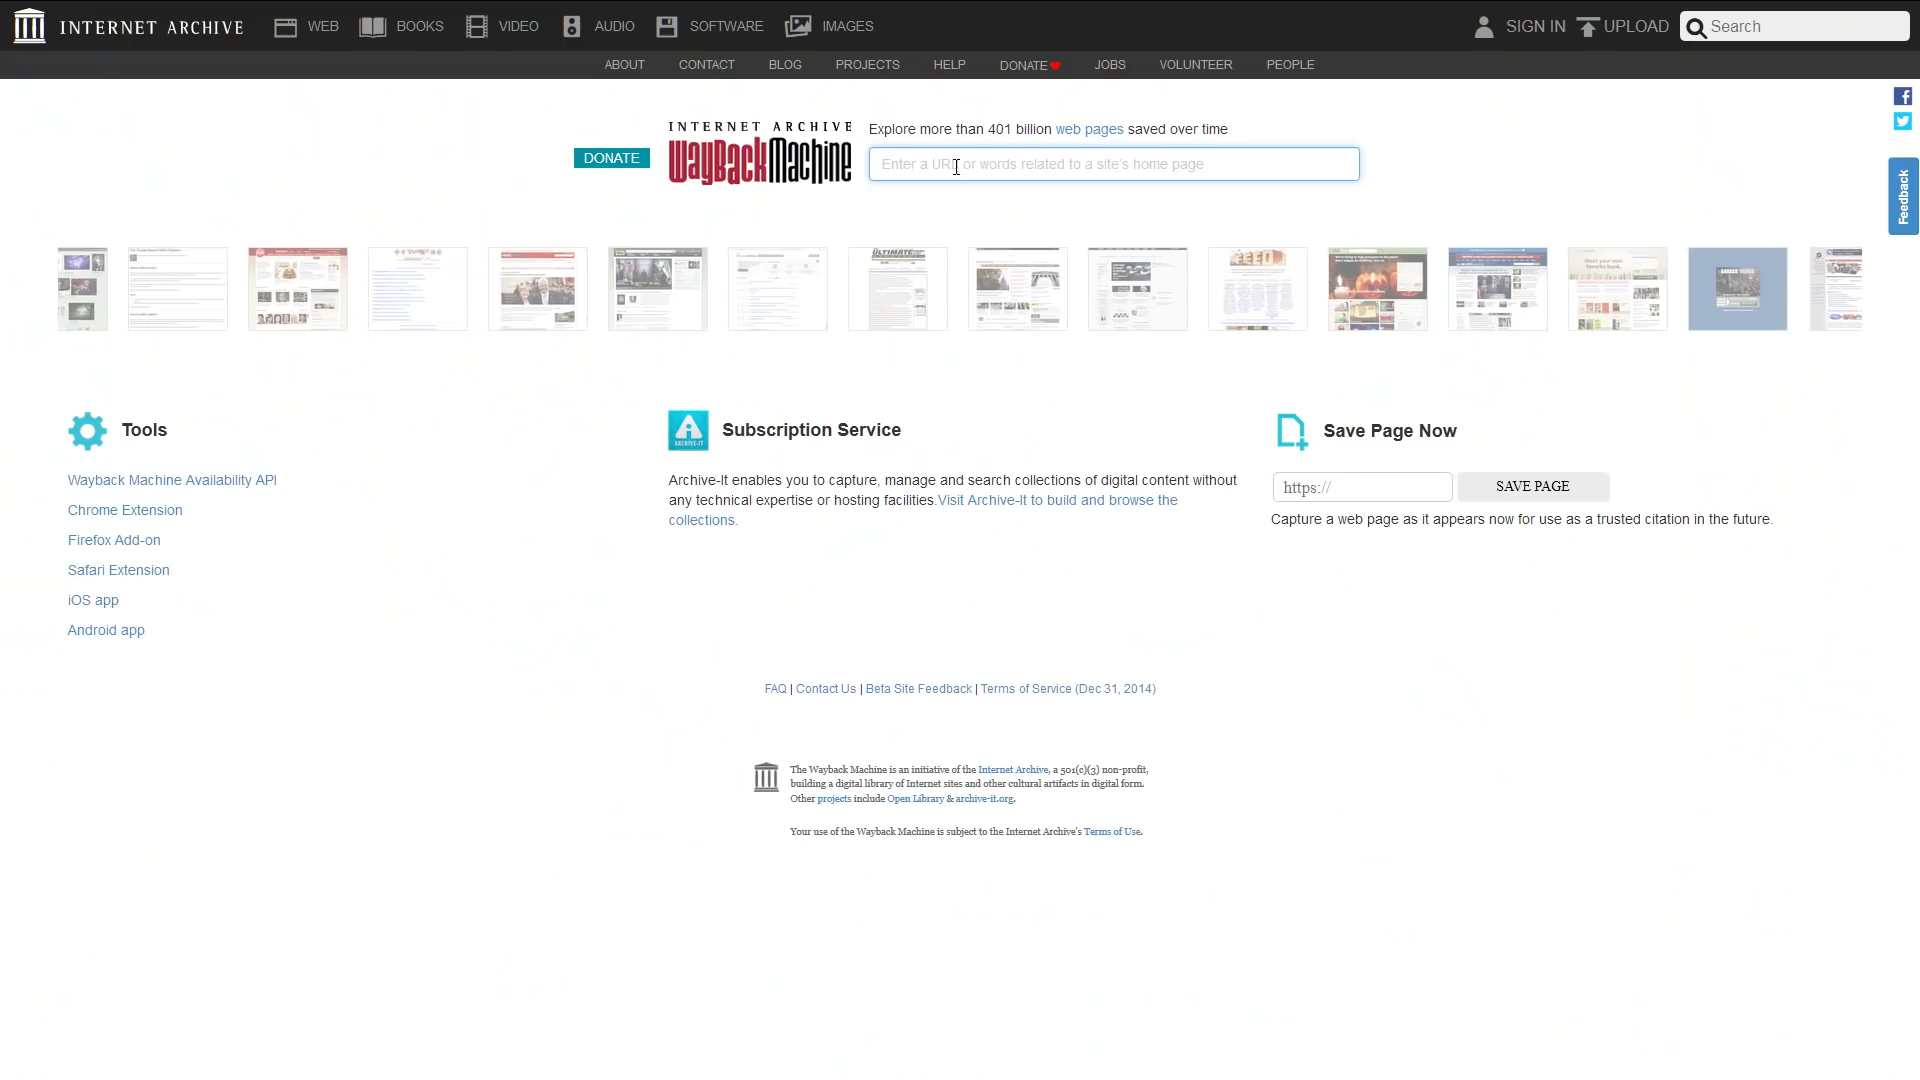 INTERNET ARCHIVE WEB BOOKS VIDEO AUDIO SOFTWARE IMAGES SIGN IN UPLOAD Search
ABOUT CONTACT BLOG PROJECTS HELP DONATE JOBS VOLUNTEER PEOPLE
INTERNET ARCHIVE
WayBackMachine
DONATE
Explore more than 401 billion web pages saved over time
Enter a URL or words related to a site's home page
Feedback
Tools
Wayback Machine Availability API
Chrome Extension
Firefox Add-on
Safari Extension
iOS app
Android app
ARCHIVE-IT
Subscription Service
Archive-It enables you to capture, manage and search collections of digital content without
any technical expertise or hosting facilities.Visit Archive-It to build and browse the
collections.
Save Page Now
https://
SAVE PAGE
Capture a web page as it appears now for use as a trusted citation in the future.
FAQ | Contact Us | Beta Site Feedback | Terms of Service (Dec 31, 2014)
The Wayback Machine is an initiative of the Internet Archive, a 501(c)(3) non-profit,
building a digital library of Internet sites and other cultural artifacts in digital form.
Other projects include Open Library & archive-it.org.
Your use of the Wayback Machine is subject to the Internet Archive's Terms of Use.